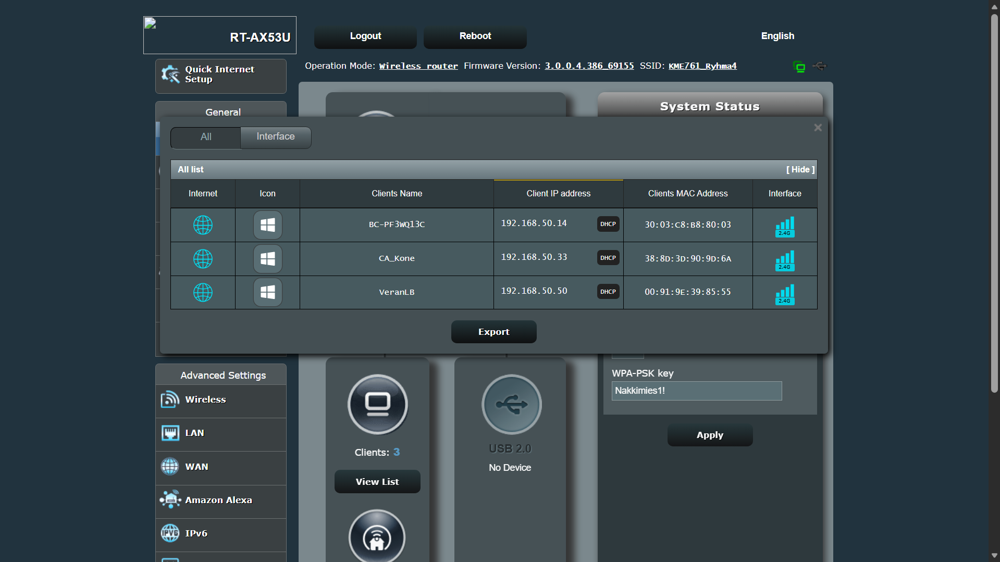 RT-AX53U
Logout
Reboot
English
Quick Internet
Setup
Operation Mode: Wireless router Firmware Version: 3.0.0.4.386_69155 SSID: KME761_Ryhma4
General
System Status
All
Interface
All list
[ Hide ]
Internet Icon Clients Name Client IP address Clients MAC Address Interface
BC-PF3WQ13C 192.168.50.14 DHCP 30:03:C8:B8:80:03 2.4G
CA_Kone 192.168.50.33 DHCP 38:8D:3D:90:9D:6A 2.4G
VeranLB 192.168.50.50 DHCP 00:91:9E:39:85:55 2.4G
Export
Advanced Settings
Wireless
LAN
WAN
Amazon Alexa
IPv6
IPV6
Clients: 3
View List
USB 2.0
No Device
WPA-PSK key
Nakkimies1!
Apply